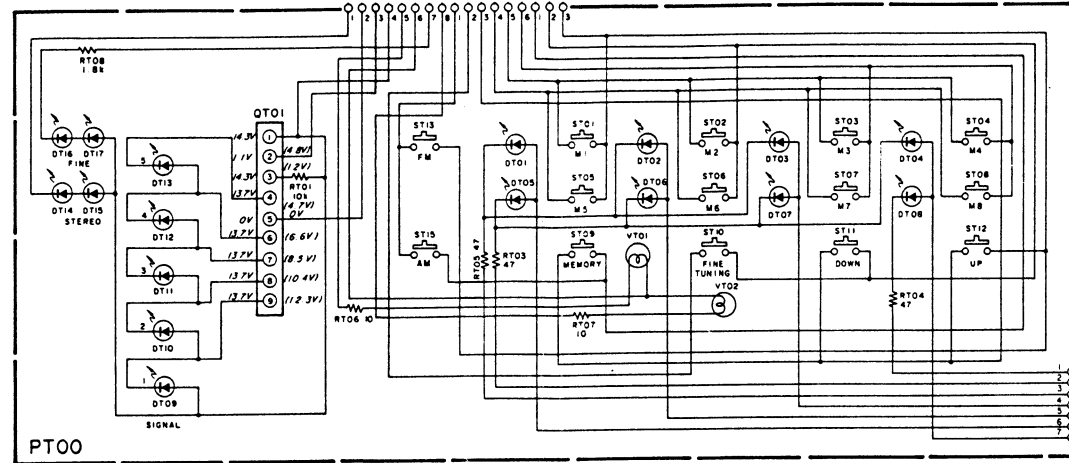 1 2 3 4 5 6 7 8 1 2 3 4 5 6 1 2 3
RT08
1.8k
QT01
14.3V 1 (4.8V)
1.1V 2 (1.2V)
14.3V 3 RT01
10k
13.7V 4 (4.7V)
0V 5 0V
13.7V 6 (6.6V)
13.7V 7 (8.5V)
13.7V 8 (10.4V)
13.7V 9 (12.3V)
DT16 DT17
FINE
DT14 DT15
STEREO
5
DT13
4
DT12
3
DT11
2
DT10
1
DT09
SIGNAL
ST13
FM
DT01
ST01
M1
DT02
ST02
M2
DT03
ST03
M3
DT04
ST04
M4
DT05
ST05
M5
DT06
ST06
M6
DT07
ST07
M7
DT08
ST08
M8
ST15
AM
RT05 47
RT03
47
ST09
MEMORY
VT01
ST10
FINE
TUNING
VT02
ST11
DOWN
ST12
UP
RT04
47
RT06 10
RT07
10
1
2
3
4
5
6
7
PT00